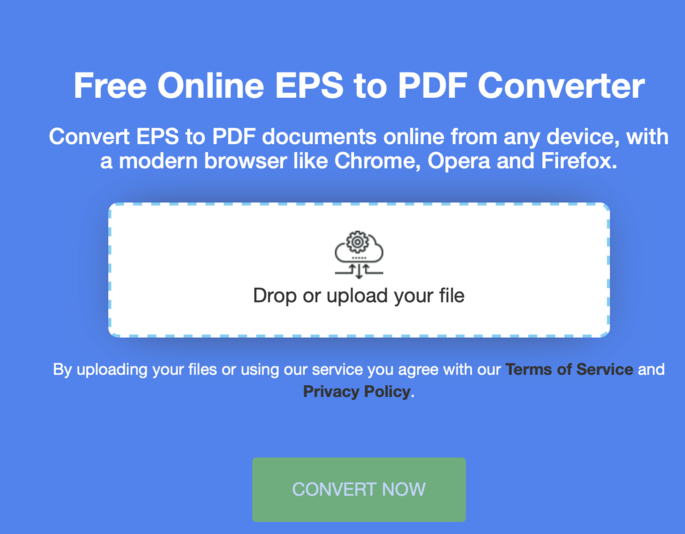 Free Online EPS to PDF Converter
Convert EPS to PDF documents online from any device, with
a modern browser like Chrome, Opera and Firefox.
Drop or upload your file
By uploading your files or using our service you agree with our Terms of Service and
Privacy Policy.
CONVERT NOW